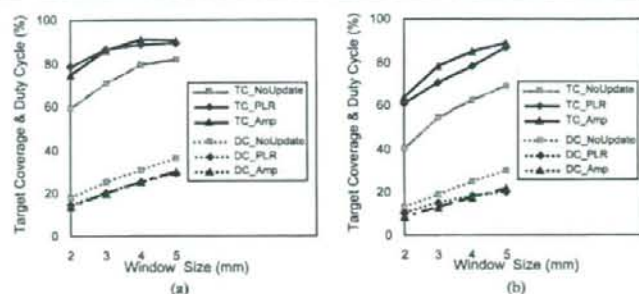 Target Coverage & Duty Cycle (%)
100
80
60
40
20
0
TC_NoUpdate
TC_PLR
TC_Amp
DC_NoUpdate
DC_PLR
DC_Amp
2 3 4 5
Window Size (mm)
(a)
Target Coverage & Duty Cycle (%)
100
80
60
40
20
0
TC_NoUpdate
TC_PLR
TC_Amp
DC_NoUpdate
DC_PLR
DC_Amp
2 3 4 5
Window Size (mm)
(b)